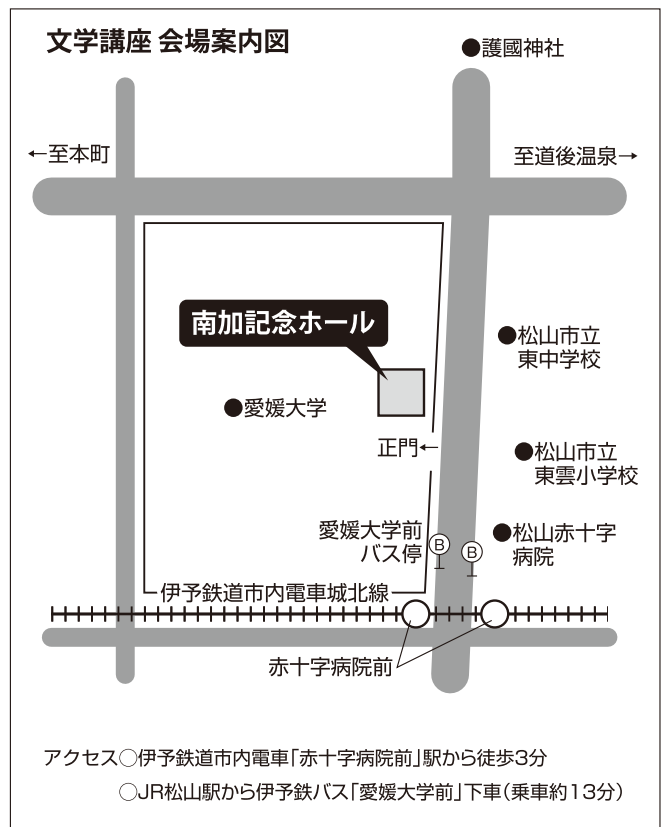 文学講座 会場案内図
●護國神社
←至本町
至道後温泉→
南加記念ホール
●松山市立
東中学校
●愛媛大学
正門←
●松山市立
東雲小学校
愛媛大学前
バス停
B
B
●松山赤十字
病院
伊予鉄道市内電車城北線
赤十字病院前
アクセス○伊予鉄道市内電車「赤十字病院前」駅から徒歩3分
○JR松山駅から伊予鉄バス「愛媛大学前」下車(乗車約13分)